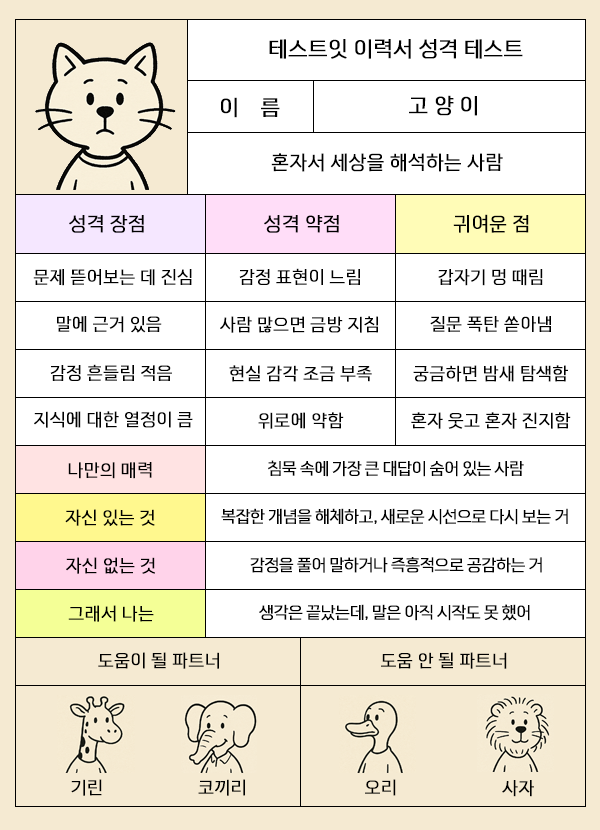 테스트잇 이력서 성격 테스트
이 름 고 양 이
혼자서 세상을 해석하는 사람
성격 장점 성격 약점 귀여운 점
문제 뜯어보는 데 진심 감정 표현이 느림 갑자기 멍 때림
말에 근거 있음 사람 많으면 금방 지침 질문 폭탄 쏟아냄
감정 흔들림 적음 현실 감각 조금 부족 궁금하면 밤새 탐색함
지식에 대한 열정이 큼 위로에 약함 혼자 웃고 혼자 진지함
나만의 매력 침묵 속에 가장 큰 대답이 숨어 있는 사람
자신 있는 것 복잡한 개념을 해체하고, 새로운 시선으로 다시 보는 거
자신 없는 것 감정을 풀어 말하거나 즉흥적으로 공감하는 거
그래서 나는 생각은 끝났는데, 말은 아직 시작도 못 했어
도움이 될 파트너 도움 안 될 파트너
기린 코끼리 오리 사자